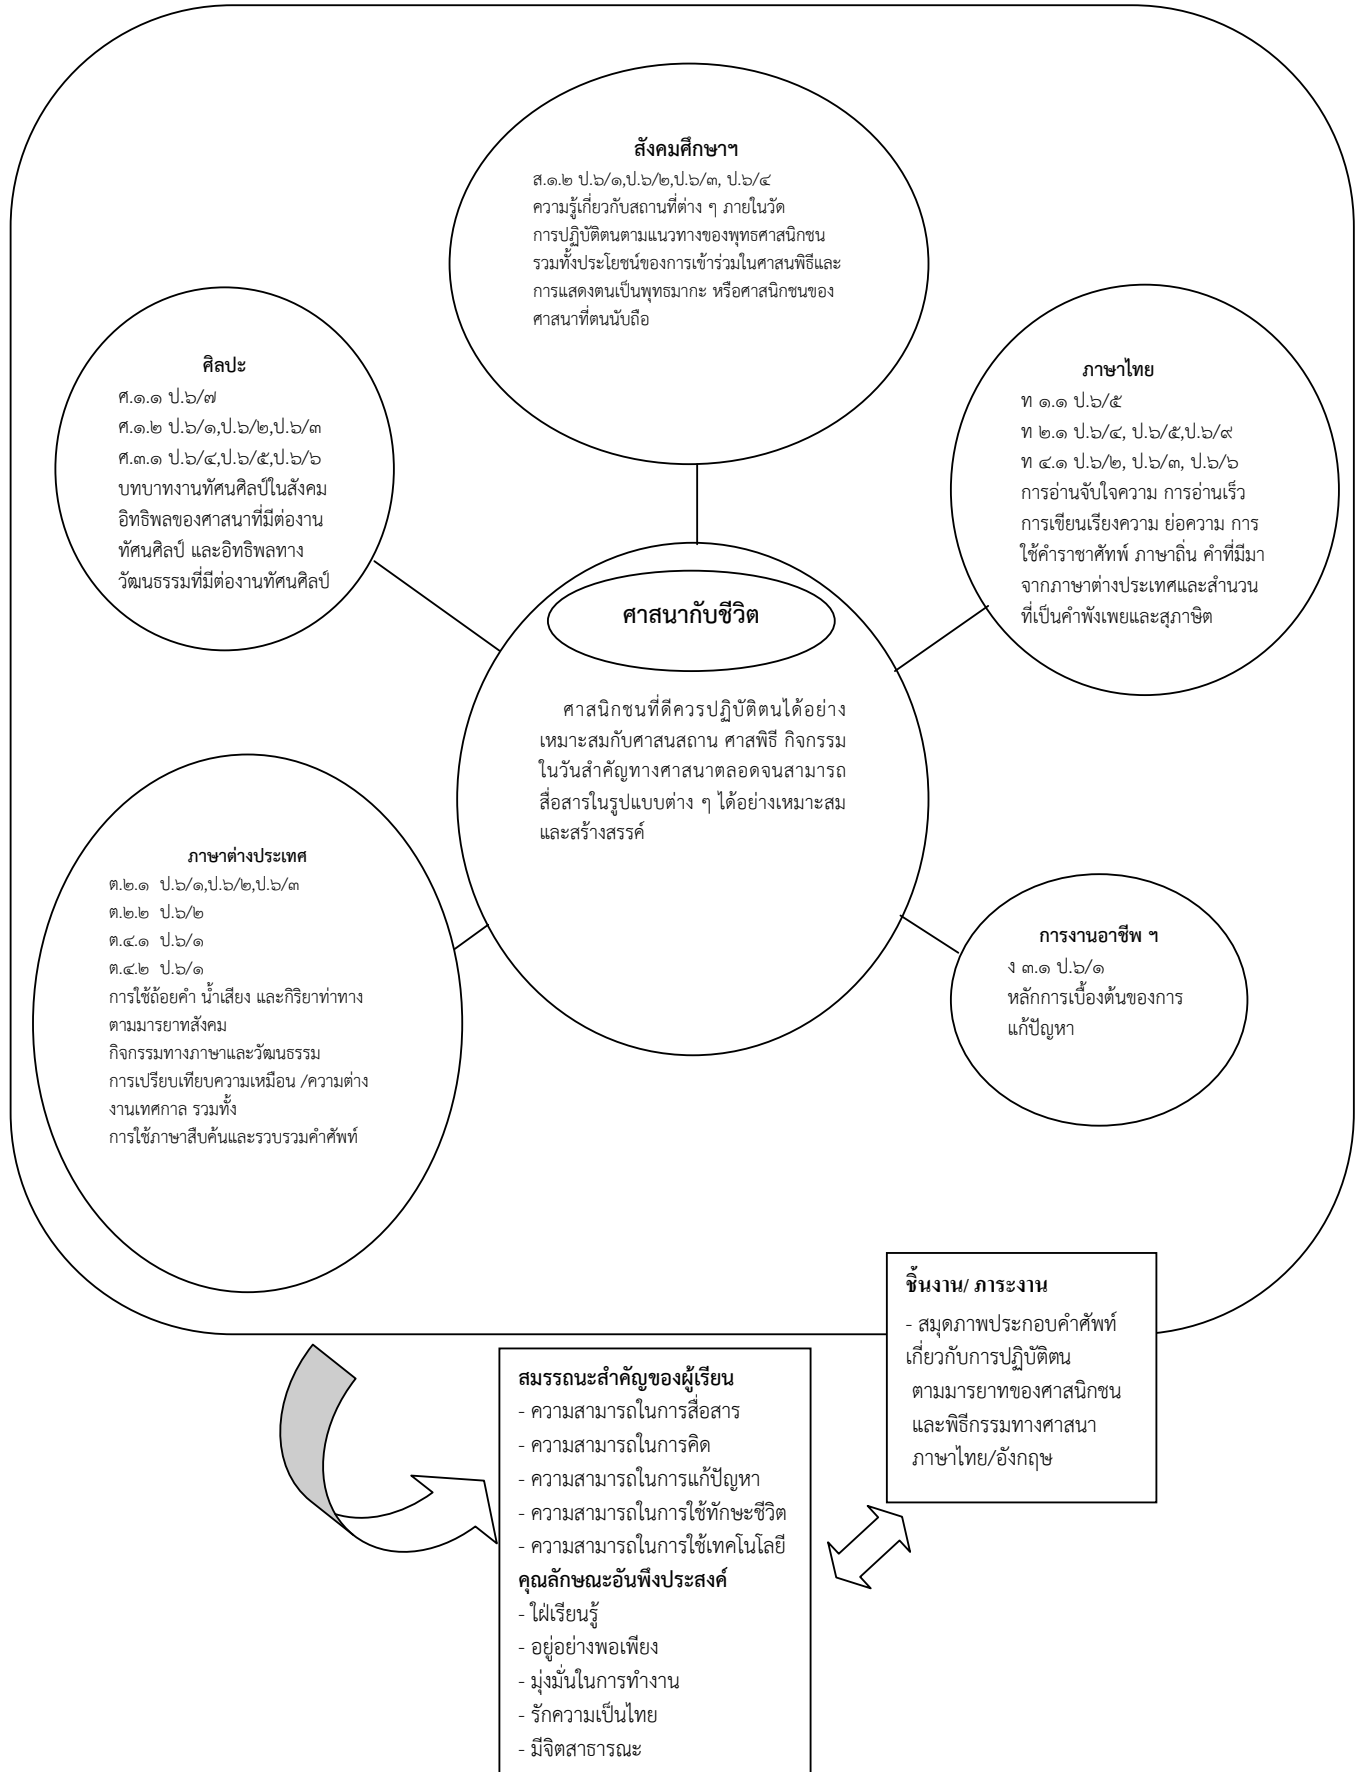 สังคมศึกษาฯ
ส.๑.๒ ป.๖/๑,ป.๖/๒,ป.๖/๓, ป.๖/๔
ความรู้เกี่ยวกับสถานที่ต่าง ๆ ภายในวัด
การปฏิบัติตนตามแนวทางของพุทธศาสนิกชน
รวมทั้งประโยชน์ของการเข้าร่วมในศาสนพิธีและ
การแสดงตนเป็นพุทธมากะ หรือศาสนิกชนของ
ศาสนาที่ตนนับถือ
ศิลปะ
ศ.๑.๑ ป.๖/๗
ศ.๑.๒ ป.๖/๑,ป.๖/๒,ป.๖/๓
ศ.๓.๑ ป.๖/๔,ป.๖/๕,ป.๖/๖
บทบาทงานทัศนศิลป์ในสังคม
อิทธิพลของศาสนาที่มีต่องาน
ทัศนศิลป์ และอิทธิพลทาง
วัฒนธรรมที่มีต่องานทัศนศิลป์
ภาษาไทย
ท ๑.๑ ป.๖/๕
ท ๒.๑ ป.๖/๔, ป.๖/๕,ป.๖/๙
ท ๔.๑ ป.๖/๒, ป.๖/๓, ป.๖/๖
การอ่านจับใจความ การอ่านเร็ว
การเขียนเรียงความ ย่อความ การ
ใช้คำราชาศัทพ์ ภาษาถิ่น คำที่มีมา
จากภาษาต่างประเทศและสำนวน
ที่เป็นคำพังเพยและสุภาษิต
ศาสนากับชีวิต
ศาสนิกชนที่ดีควรปฏิบัติตนได้อย่าง
เหมาะสมกับศาสนสถาน ศาสพิธี กิจกรรม
ในวันสำคัญทางศาสนาตลอดจนสามารถ
สื่อสารในรูปแบบต่าง ๆ ได้อย่างเหมาะสม
และสร้างสรรค์
ภาษาต่างประเทศ
ต.๒.๑ ป.๖/๑,ป.๖/๒,ป.๖/๓
ต.๒.๒ ป.๖/๒
ต.๔.๑ ป.๖/๑
ต.๔.๒ ป.๖/๑
การใช้ถ้อยคำ น้ำเสียง และกิริยาท่าทาง
ตามมารยาทสังคม
กิจกรรมทางภาษาและวัฒนธรรม
การเปรียบเทียบความเหมือน /ความต่าง
งานเทศกาล รวมทั้ง
การใช้ภาษาสืบค้นและรวบรวมคำศัพท์
การงานอาชีพ ฯ
ง ๓.๑ ป.๖/๑
หลักการเบื้องต้นของการ
แก้ปัญหา
ชิ้นงาน/ ภาระงาน
- สมุดภาพประกอบคำศัพท์
เกี่ยวกับการปฏิบัติตน
ตามมารยาทของศาสนิกชน
และพิธีกรรมทางศาสนา
ภาษาไทย/อังกฤษ
สมรรถนะสำคัญของผู้เรียน
- ความสามารถในการสื่อสาร
- ความสามารถในการคิด
- ความสามารถในการแก้ปัญหา
- ความสามารถในการใช้ทักษะชีวิต
- ความสามารถในการใช้เทคโนโลยี
คุณลักษณะอันพึงประสงค์
- ใฝ่เรียนรู้
- อยู่อย่างพอเพียง
- มุ่งมั่นในการทำงาน
- รักความเป็นไทย
- มีจิตสาธารณะ